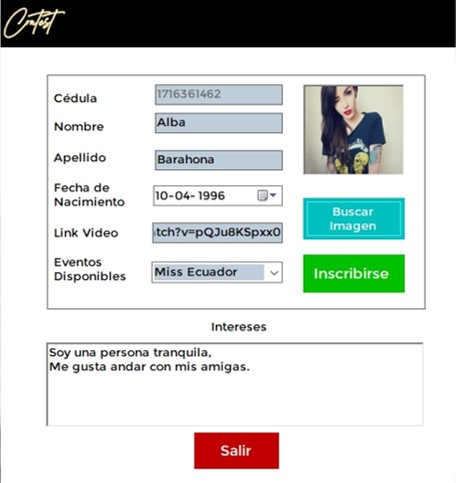 Contest
Cédula 1716361462
Nombre Alba
Apellido Barahona
Fecha de
Nacimiento 10-04-1996
Link Video tch?v=pQJu8KSpxx0
Eventos
Disponibles Miss Ecuador
Buscar
Imagen
Inscribirse
Intereses
Soy una persona tranquila,
Me gusta andar con mis amigas.
Salir